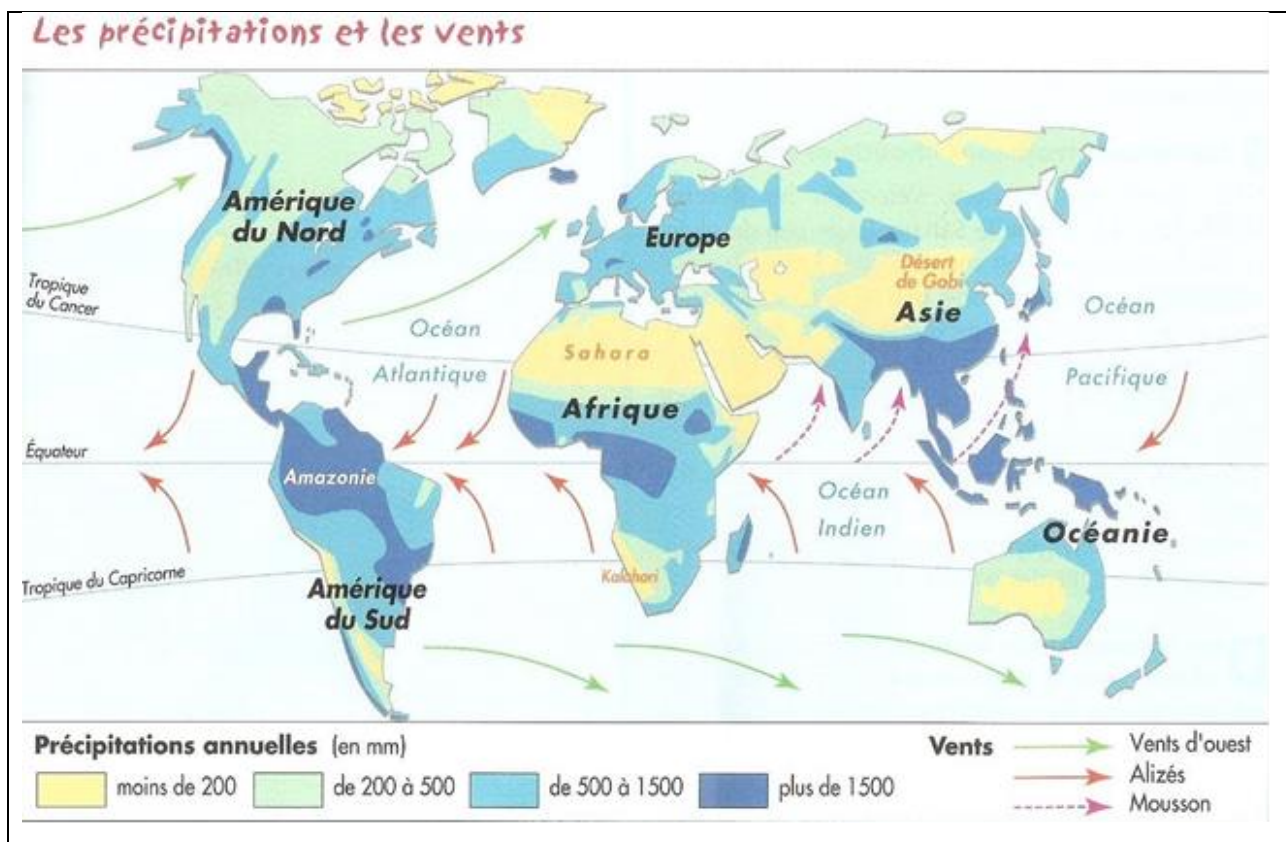 Les précipitations et les vents
Amérique
du Nord
Europe
Désert
de Gobi
Asie
Tropique
du Cancer
Océan
Atlantique
Sahara
Afrique
Océan
Pacifique
Équateur
Amazonie
Océan
Indien
Océanie
Tropique du Capricorne
Kalahari
Amérique
du Sud
Précipitations annuelles (en mm)
moins de 200
de 200 à 500
de 500 à 1500
plus de 1500
Vents
Vents d'ouest
Alizés
Mousson